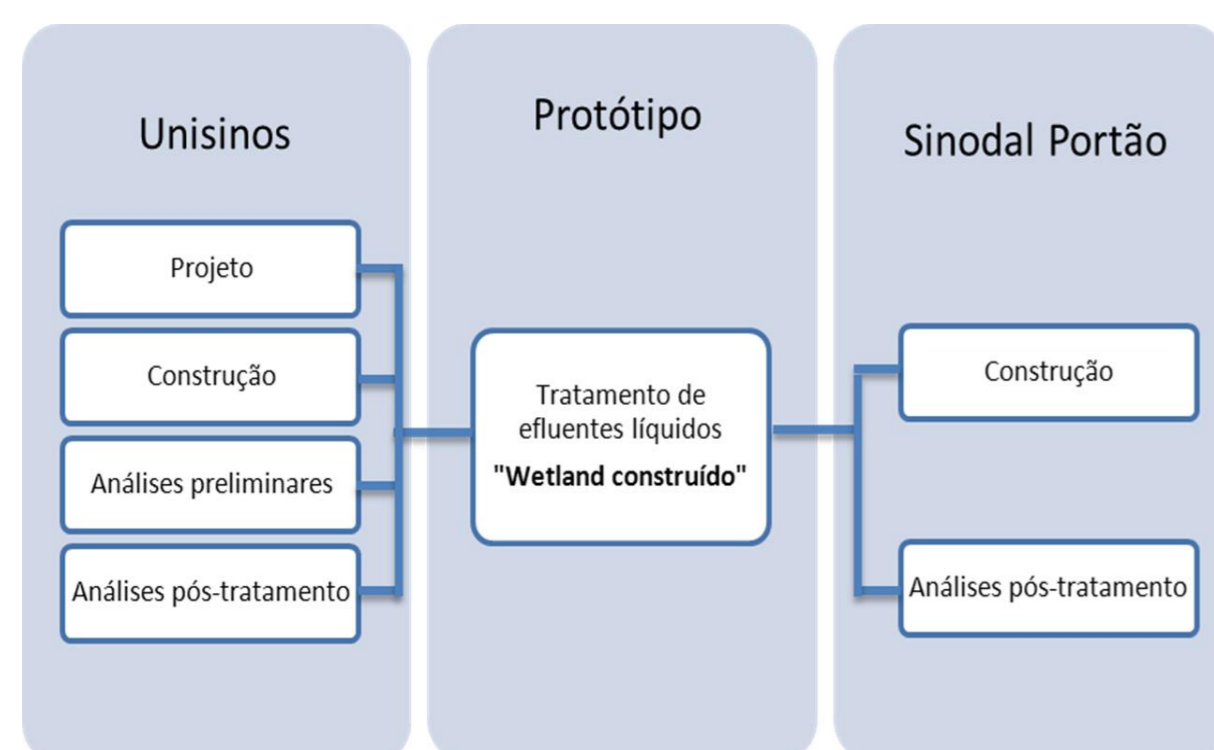 Unisinos
Projeto
Construção
Análises preliminares
Análises pós-tratamento
Protótipo
Tratamento de
efluentes líquidos
"Wetland construído"
Sinodal Portão
Construção
Análises pós-tratamento